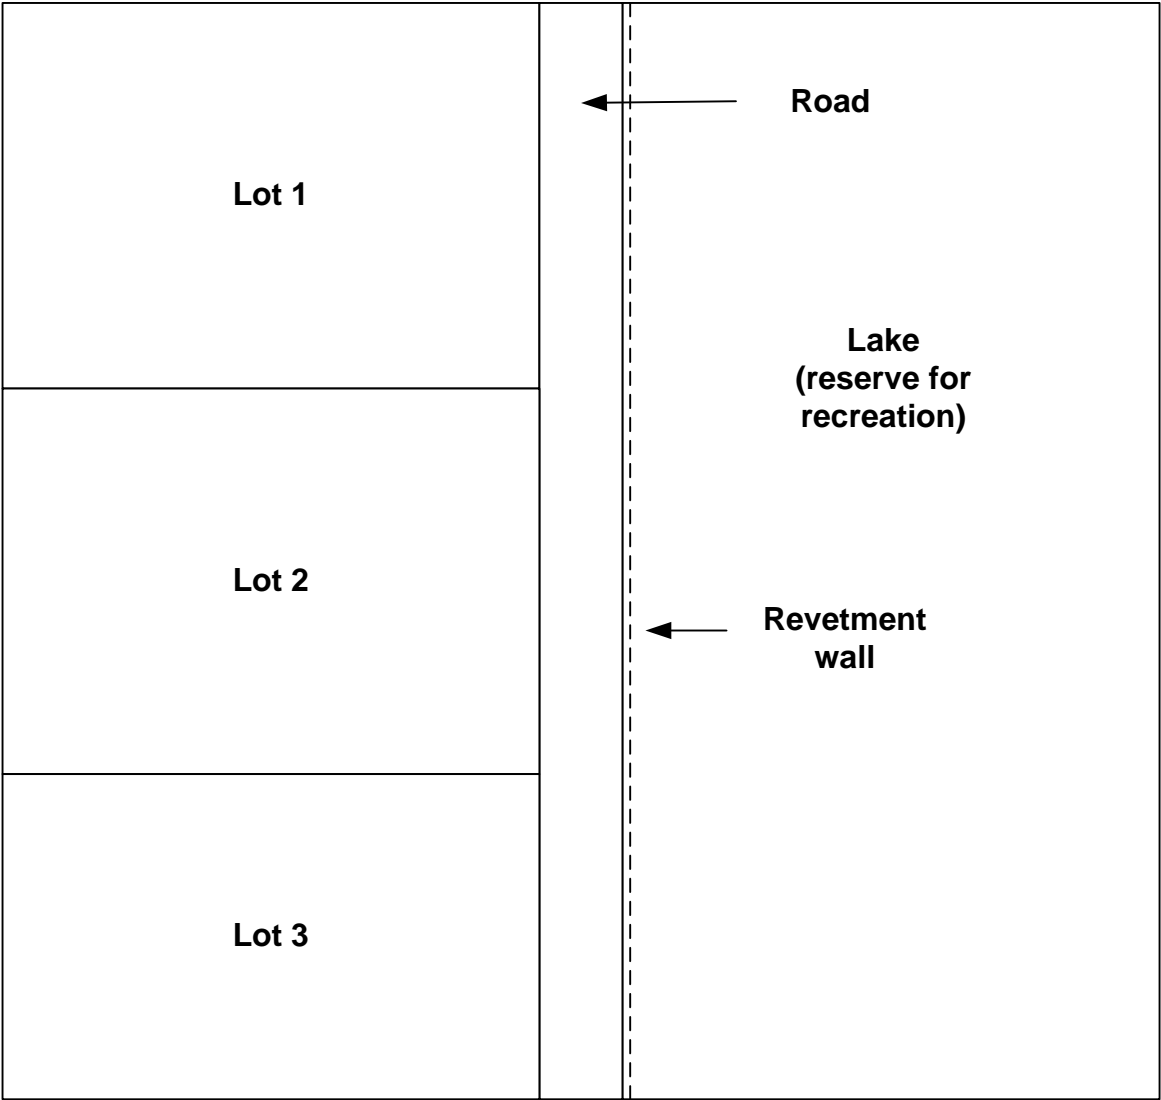 Road
Lot 1
Lake
(reserve for
recreation)
Lot 2
Revetment
wall
Lot 3